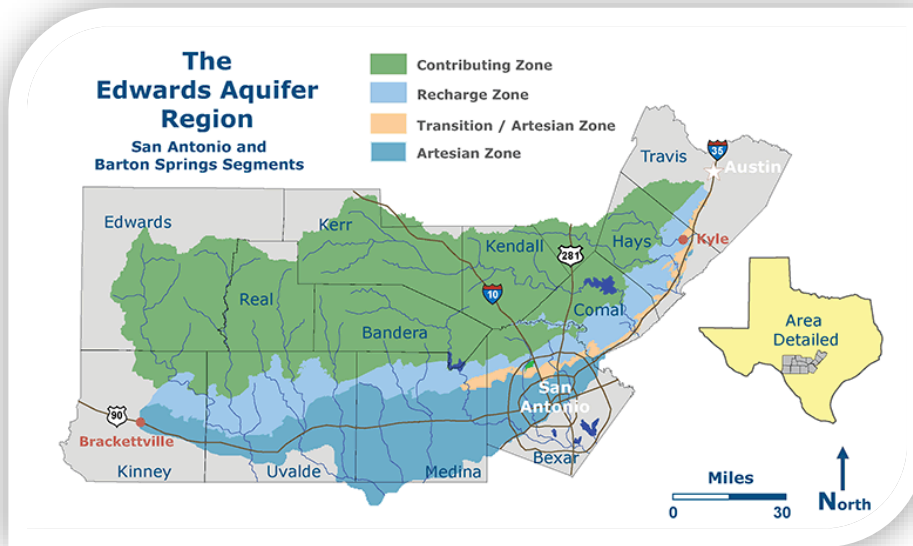 The
Edwards Aquifer
Region
San Antonio and
Barton Springs Segments
Contributing Zone
Recharge Zone
Transition / Artesian Zone
Artesian Zone
35
Travis
Austin
Edwards
Kerr
Kendall
Hays
Kyle
281
Real
10
Comal
Bandera
Area
Detailed
San
Antonio
90
Brackettville
Kinney
Uvalde
Medina
Bexar
Miles
0
30
North